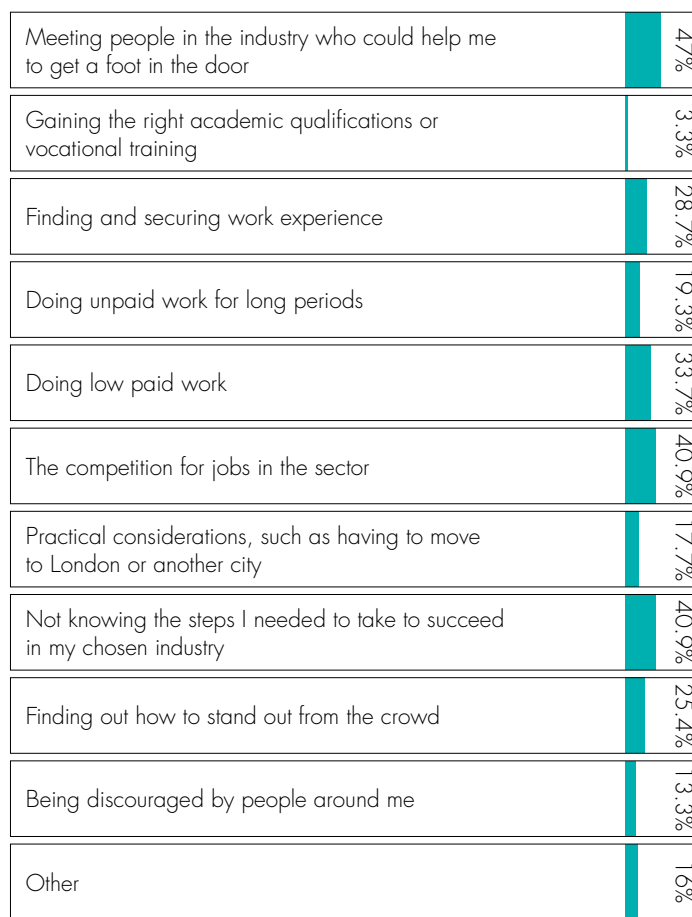 Meeting people in the industry who could help me
to get a foot in the door
47%
Gaining the right academic qualifications or
vocational training
3.3%
Finding and securing work experience
28.7%
Doing unpaid work for long periods
19.3%
Doing low paid work
33.7%
The competition for jobs in the sector
40.9%
Practical considerations, such as having to move
to London or another city
17.7%
Not knowing the steps I needed to take to succeed
in my chosen industry
40.9%
Finding out how to stand out from the crowd
25.4%
Being discouraged by people around me
13.3%
Other
16%